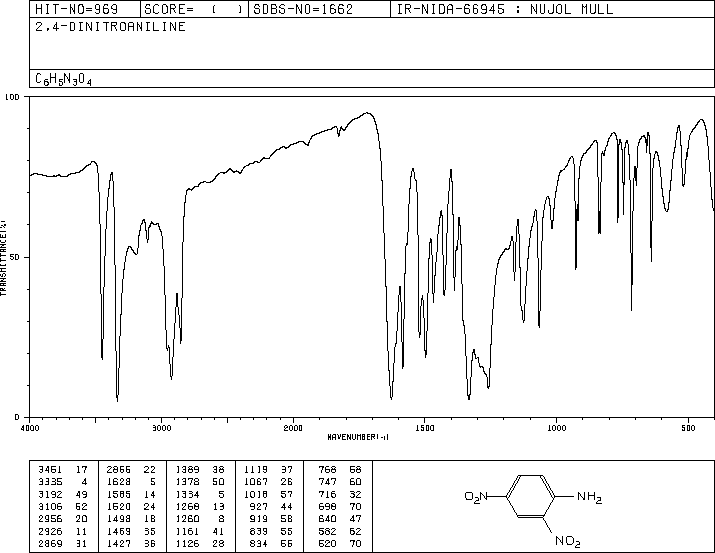 HIT-NO=969 SCORE= ( ) SDBS-NO=1662 IR-NIDA-66945 : NUJOL MULL
2,4-DINITROANILINE
C6H5N3O4
100
50
0
TRANSMITTANCE(%)
4000 3000 2000 1500 1000 500
WAVENUMBER(-1)
3451 17 2855 22 1389 38 1119 37 768 58
3335 4 1628 5 1378 50 1067 26 747 60
3192 49 1585 14 1334 5 1018 57 716 32
3106 52 1520 24 1268 13 927 44 698 70
2956 20 1498 18 1260 8 919 58 640 47
2926 11 1469 35 1161 41 839 55 582 62
2869 31 1427 36 1126 28 834 55 520 70
O2N NH2
NO2